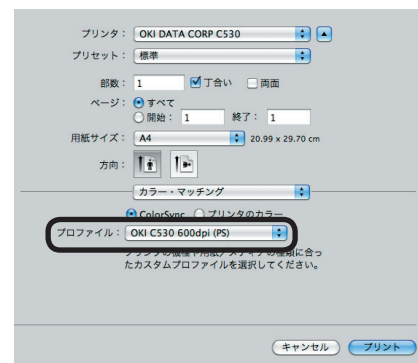 プリンタ： OKI DATA CORP C530
プリセット： 標準
部数： 1 丁合い 両面
ページ： すべて
開始： 1 終了： 1
用紙サイズ： A4 20.99 x 29.70 cm
方向：
カラー・マッチング
ColorSync プリンタのカラー
プロファイル： OKI C530 600dpi (PS)
プリンタの機種や用紙／メディアの種類に合っ
たカスタムプロファイルを選択してください。
キャンセル プリント